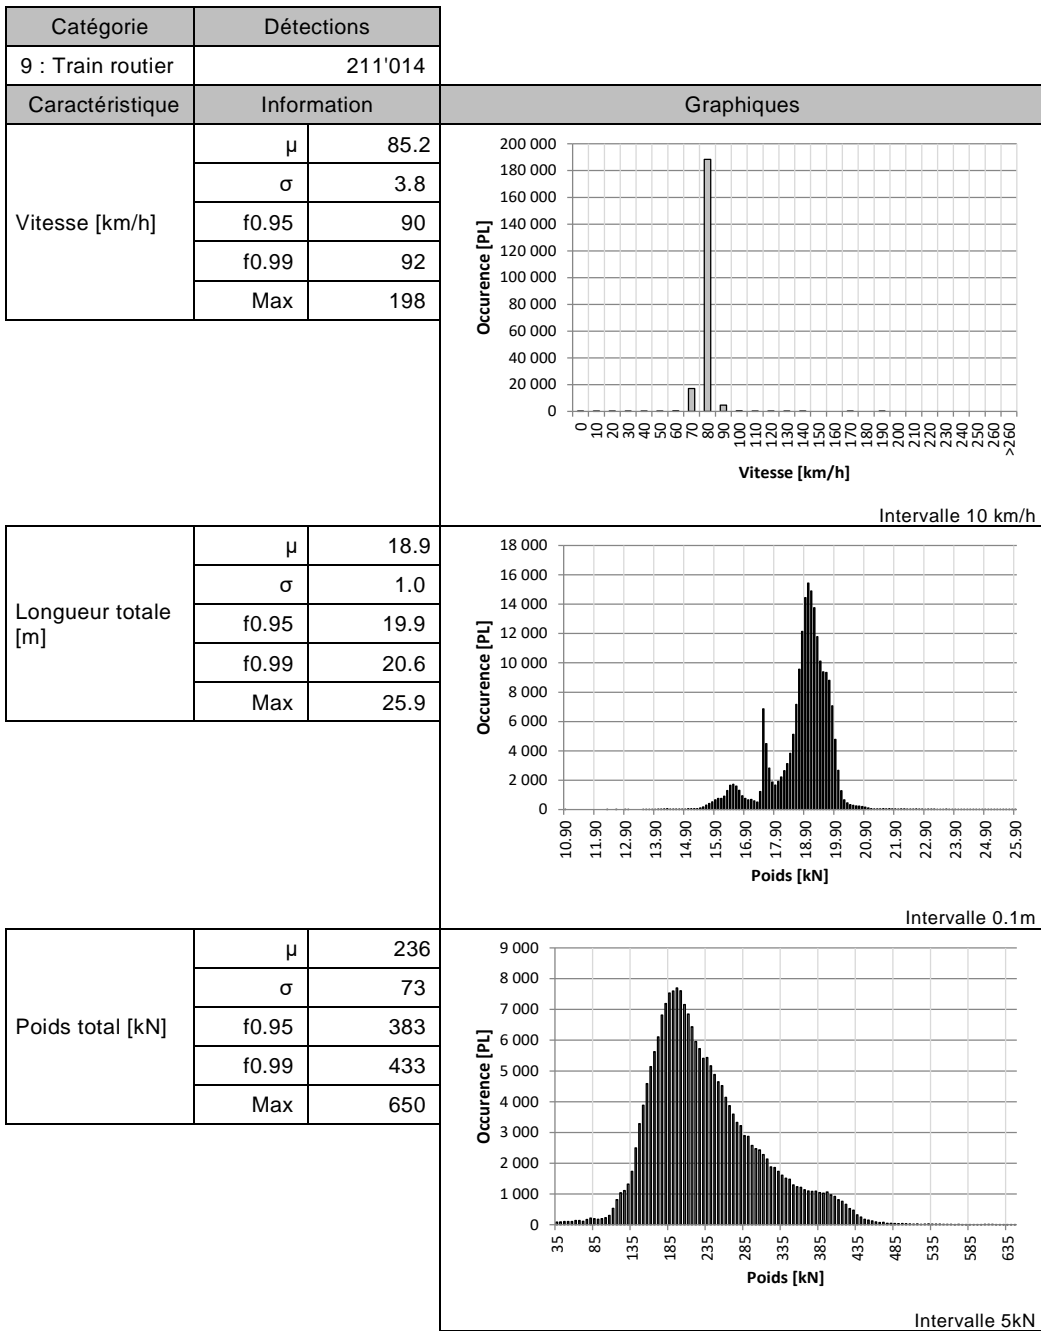 Catégorie Détections
9 : Train routier 211'014
Caractéristique Information Graphiques
Vitesse [km/h]
μ 85.2
σ 3.8
f0.95 90
f0.99 92
Max 198
Occurence [PL]
200 000
180 000
160 000
140 000
120 000
100 000
80 000
60 000
40 000
20 000
0
0 10 20 30 40 50 60 70 80 90 100 110 120 130 140 150 160 170 180 190 200 210 220 230 240 250 260 >260
Vitesse [km/h]
Intervalle 10 km/h
Longueur totale
[m]
μ 18.9
σ 1.0
f0.95 19.9
f0.99 20.6
Max 25.9
Occurence [PL]
18 000
16 000
14 000
12 000
10 000
8 000
6 000
4 000
2 000
0
10.90 11.90 12.90 13.90 14.90 15.90 16.90 17.90 18.90 19.90 20.90 21.90 22.90 23.90 24.90 25.90
Poids [kN]
Intervalle 0.1m
Poids total [kN]
μ 236
σ 73
f0.95 383
f0.99 433
Max 650
Occurence [PL]
9 000
8 000
7 000
6 000
5 000
4 000
3 000
2 000
1 000
0
35 85 135 185 235 285 335 385 435 485 535 585 635
Poids [kN]
Intervalle 5kN